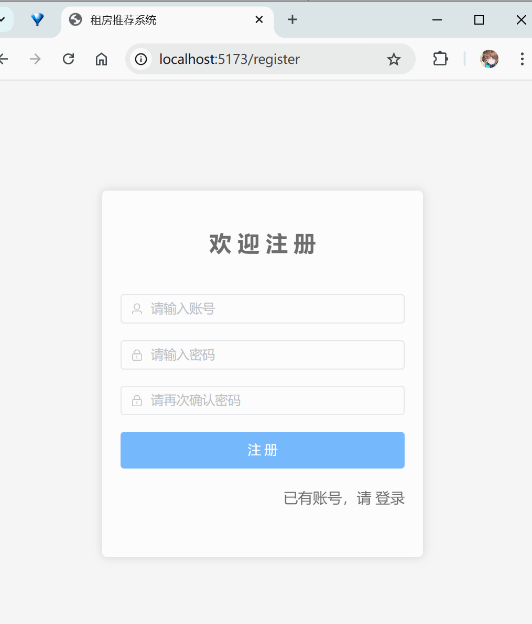 租房推荐系统
localhost:5173/register
欢迎注册
请输入账号
请输入密码
请再次确认密码
注册
已有账号，请 登录